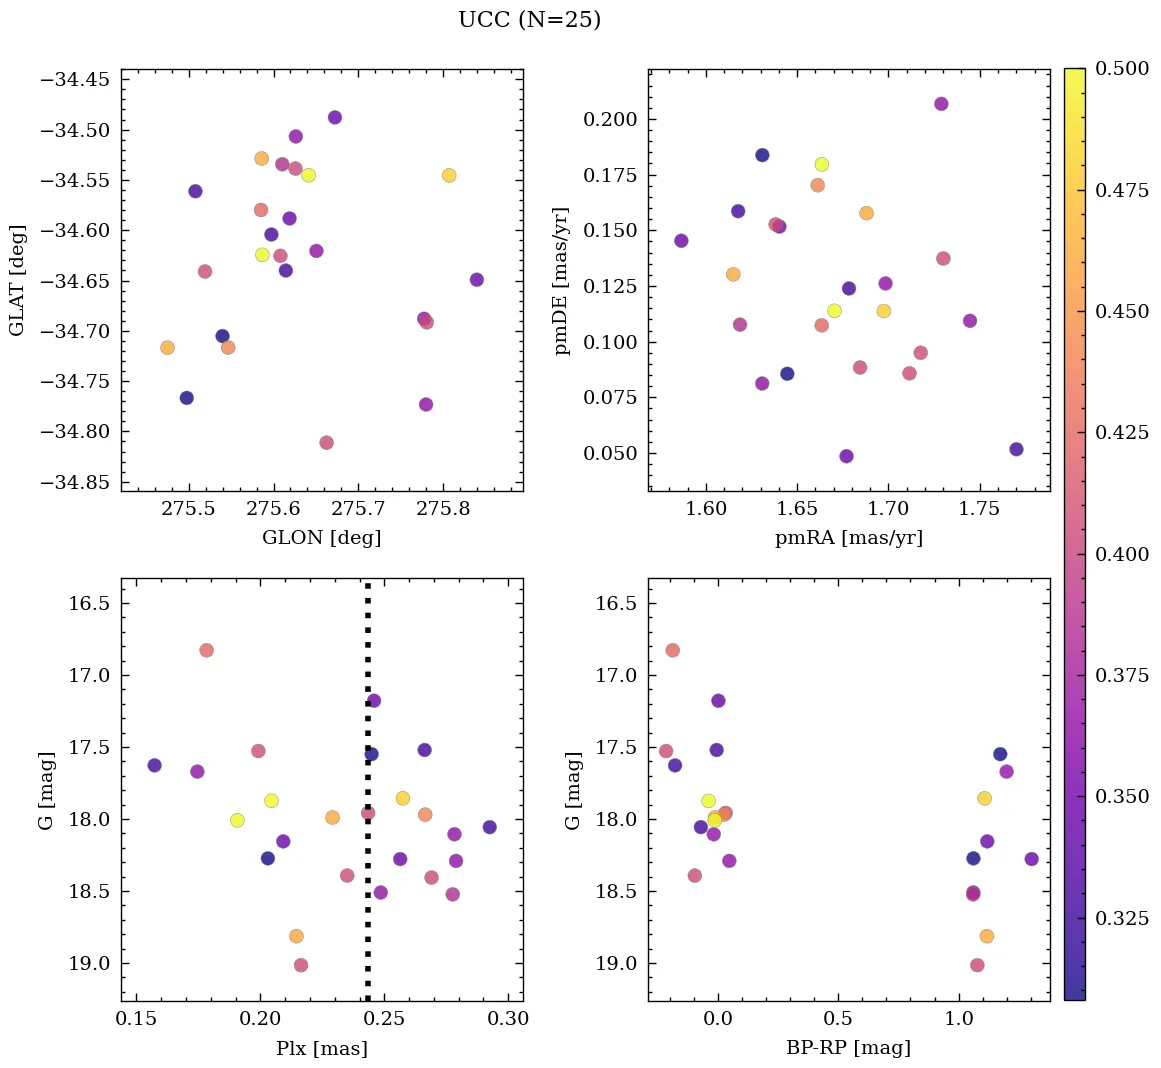 UCC (N=25)
−34.45
−34.50
−34.55
−34.60
−34.65
−34.70
−34.75
−34.80
−34.85
GLAT [deg]
275.5 275.6 275.7 275.8
GLON [deg]
0.200
0.175
0.150
0.125
0.100
0.075
0.050
pmDE [mas/yr]
1.60 1.65 1.70 1.75
pmRA [mas/yr]
16.5
17.0
17.5
18.0
18.5
19.0
G [mag]
0.15 0.20 0.25 0.30
Plx [mas]
16.5
17.0
17.5
18.0
18.5
19.0
G [mag]
0.0 0.5 1.0
BP-RP [mag]
0.500
0.475
0.450
0.425
0.400
0.375
0.350
0.325